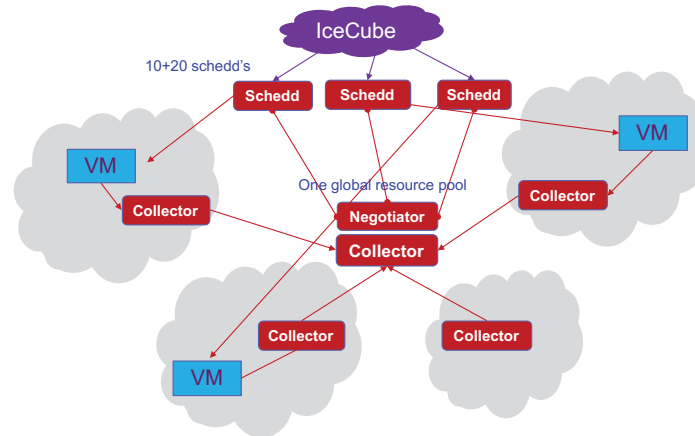 IceCube
10+20 schedd's
Schedd
Schedd
Schedd
VM
VM
One global resource pool
Collector
Collector
Negotiator
Collector
Collector
Collector
VM